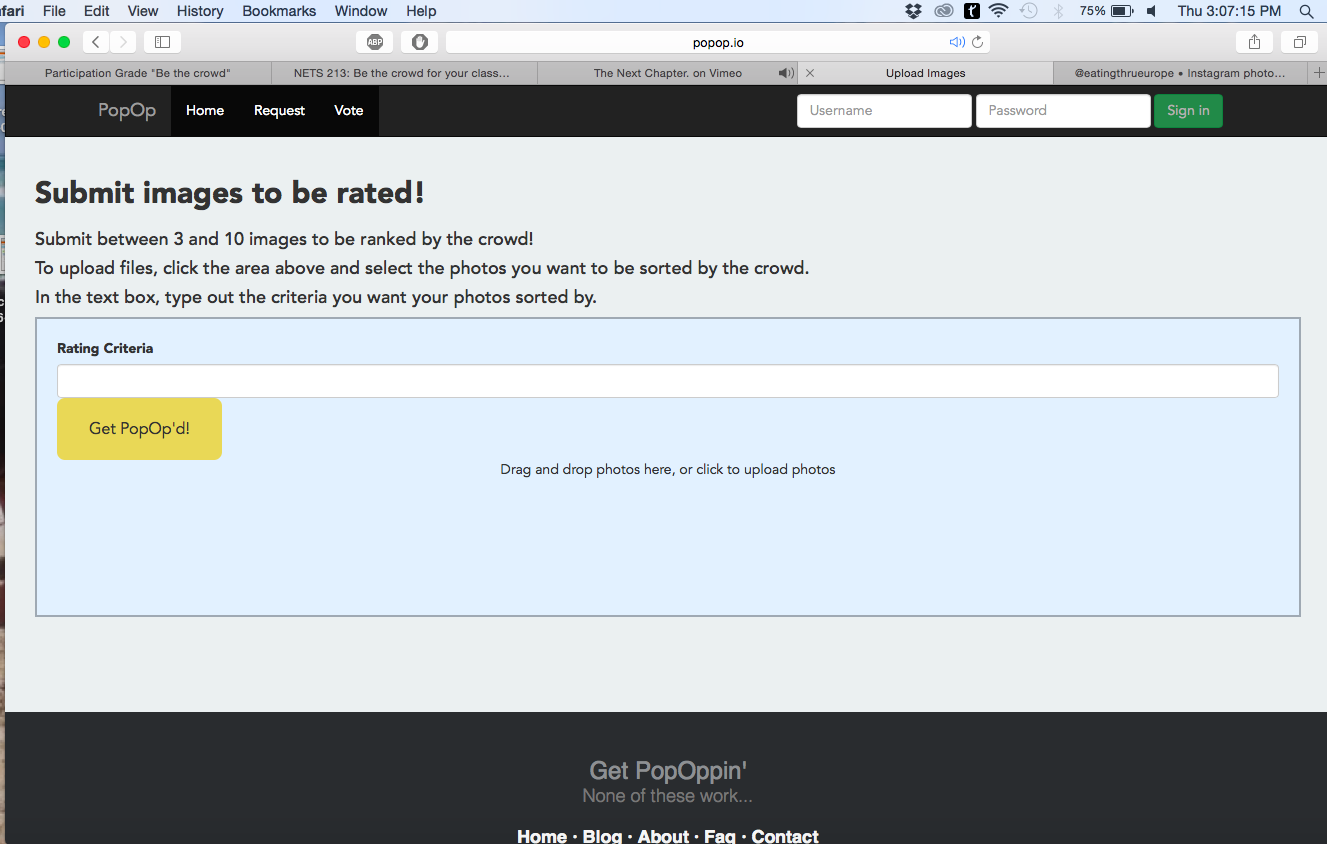 fari File Edit View History Bookmarks Window Help 75% Thu 3:07:15 PM
ABP popop.io
Participation Grade "Be the crowd" NETS 213: Be the crowd for your class... The Next Chapter. on Vimeo Upload Images @eatingthrueurope • Instagram photo...
PopOp Home Request Vote Username Password Sign in
Submit images to be rated!
Submit between 3 and 10 images to be ranked by the crowd!
To upload files, click the area above and select the photos you want to be sorted by the crowd.
In the text box, type out the criteria you want your photos sorted by.
Rating Criteria
Get PopOp'd!
Drag and drop photos here, or click to upload photos
Get PopOppin'
None of these work...
Home · Blog · About · Faq · Contact